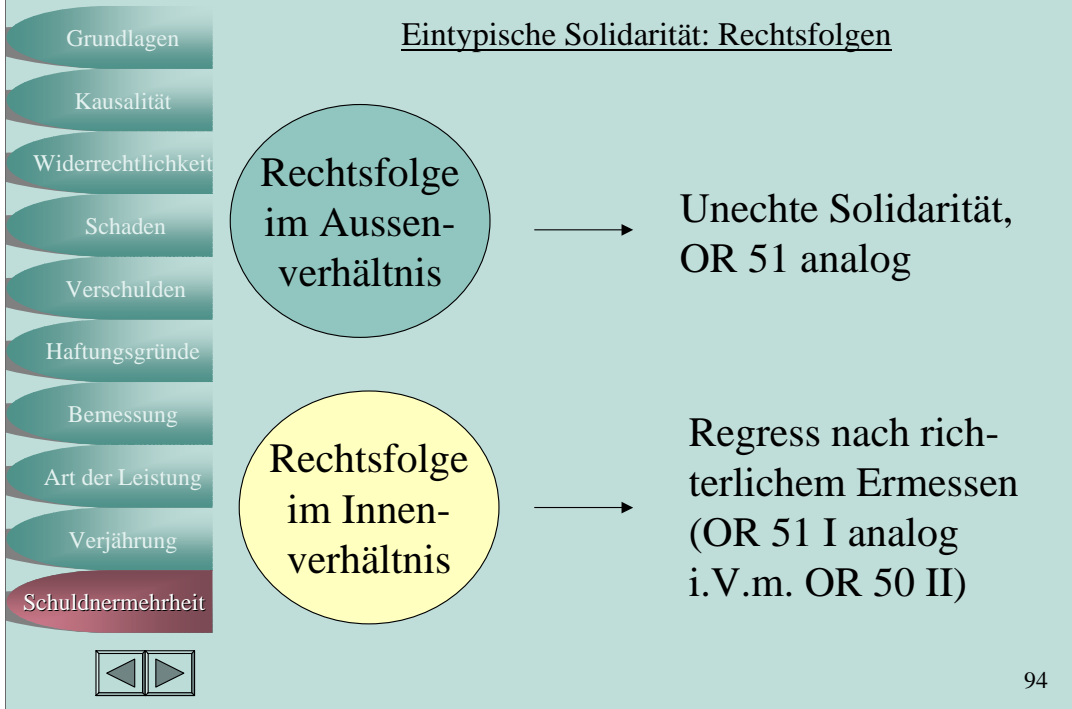 Eintypische Solidarität: Rechtsfolgen
Grundlagen
Kausalität
Widerrechtlichkeit
Schaden
Verschulden
Haftungsgründe
Bemessung
Art der Leistung
Verjährung
Schuldnermehrheit
Rechtsfolge
im Aussen-
verhältnis
Unechte Solidarität,
OR 51 analog
Rechtsfolge
im Innen-
verhältnis
Regress nach rich-
terlichem Ermessen
(OR 51 I analog
i.V.m. OR 50 II)
94